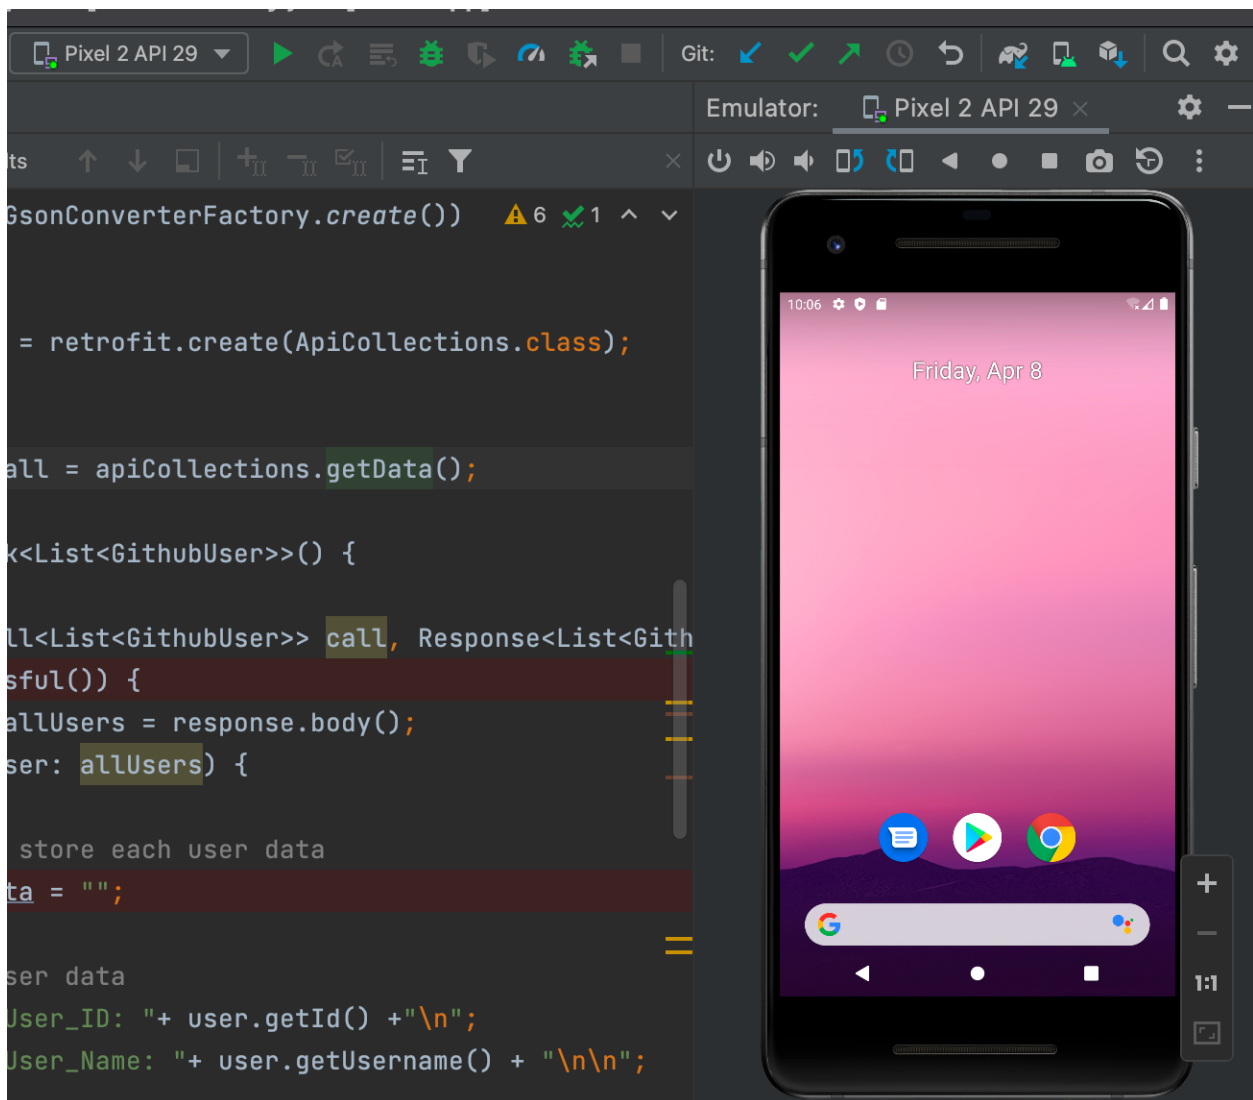 Pixel 2 API 29
Git:
Emulator:
Pixel 2 API 29
ts
GsonConverterFactory.create())
6
1
= retrofit.create(ApiCollections.class);
all = apiCollections.getData();
k<List<GithubUser>>() {
ll<List<GithubUser>> call, Response<List<Gith
sful()) {
allUsers = response.body();
ser: allUsers) {
store each user data
ta = "";
ser data
User_ID: "+ user.getId() +"\n";
User_Name: "+ user.getUsername() + "\n\n";
10:06
Friday, Apr 8
1:1